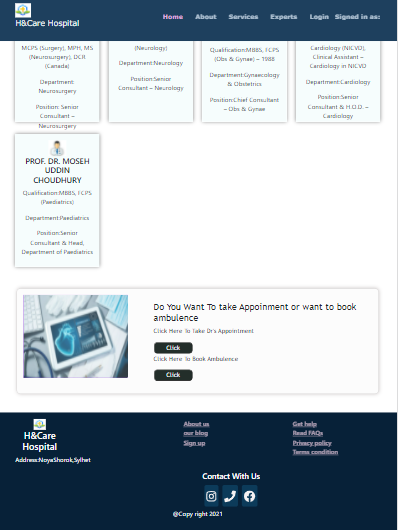 H&Care Hospital
Home About Services Experts Login Signed in as:
MCPS (Surgery), MPH, MS
(Neurosurgery), DCR
(Canada)
Department:
Neurosurgery
Position: Senior
Consultant –
Neurosurgery
(Neurology)
Department:Neurology
Position:Senior
Consultant – Neurology
Qualification:MBBS, FCPS
(Obs & Gynae) – 1988
Department:Gynaecology
& Obstetrics
Position:Chief Consultant
– Obs & Gynae
Cardiology (NICVD),
Clinical Assistant –
Cardiology in NICVD
Department:Cardiology
Position:Senior
Consultant & H.O.D. –
Cardiology
PROF. DR. MOSEH
UDDIN
CHOUDHURY
Qualification:MBBS, FCPS
(Paediatrics)
Department:Paediatrics
Position:Senior
Consultant & Head,
Department of Paediatrics
Do You Want To take Appoinment or want to book
ambulence
Click Here To Take Dr's Appointment
Click
Click Here To Book Ambulence
Click
H&Care
Hospital
Address:NoyaShorok,Sylhet
About us
our blog
Sign up
Get help
Read FAQs
Privacy policy
Terms condition
Contact With Us
@Copy right 2021